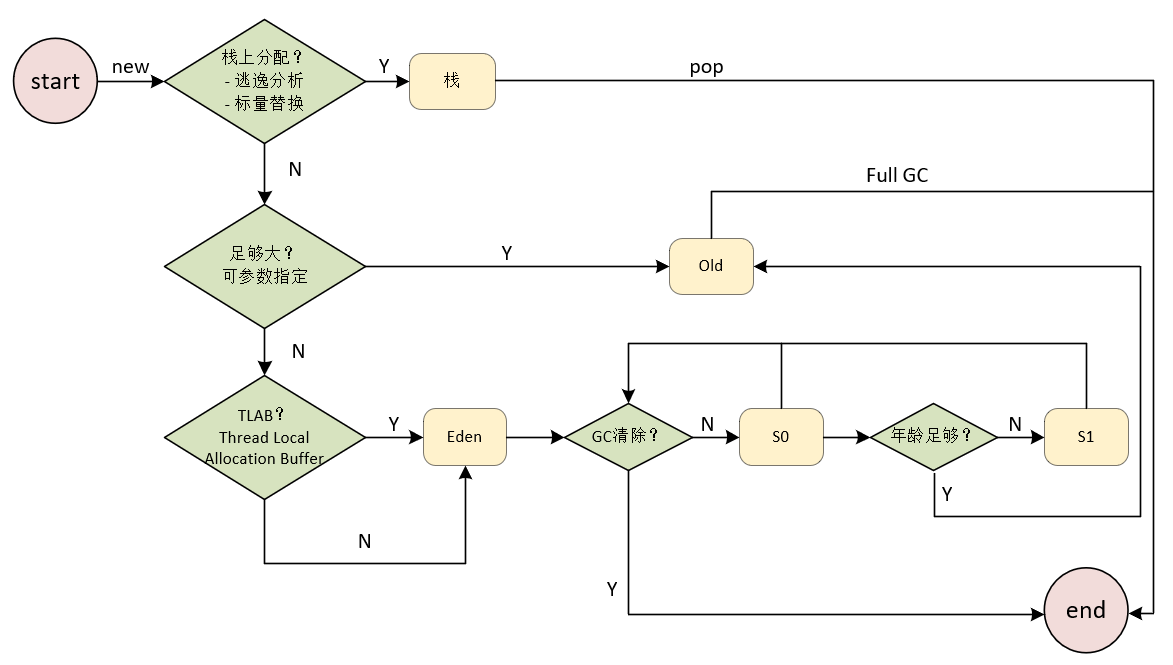 start
new
栈上分配？
- 逃逸分析
- 标量替换
Y
栈
pop
N
Full GC
足够大？
可参数指定
Y
Old
N
TLAB？
Thread Local
Allocation Buffer
Y
Eden
GC清除？
N
S0
年龄足够？
N
S1
Y
N
Y
end